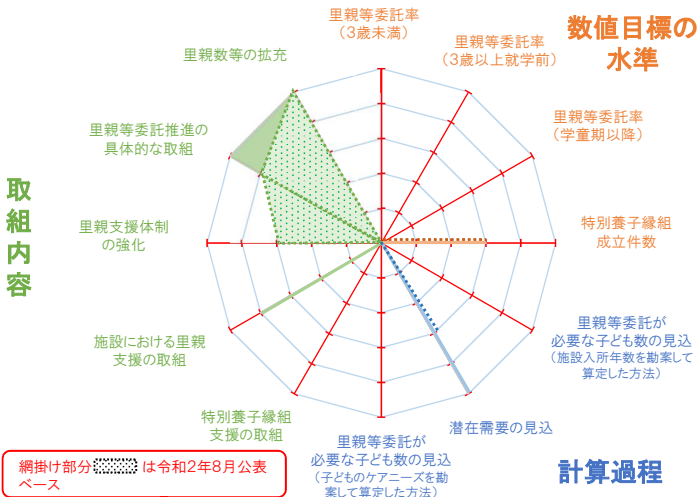 里親等委託率
（3歳未満）
里親等委託率
（3歳以上就学前）
数値目標の
水準
里親数等の拡充
里親等委託率
（学童期以降）
里親等委託推進の
具体的な取組
取組内容
里親支援体制
の強化
特別養子縁組
成立件数
施設における里親
支援の取組
里親等委託が
必要な子ども数の見込
（施設入所年数を勘案して
算定した方法）
特別養子縁組
支援の取組
潜在需要の見込
里親等委託が
必要な子ども数の見込
（子どものケアニーズを勘
案して算定した方法）
計算過程
網掛け部分 は令和2年8月公表
ベース